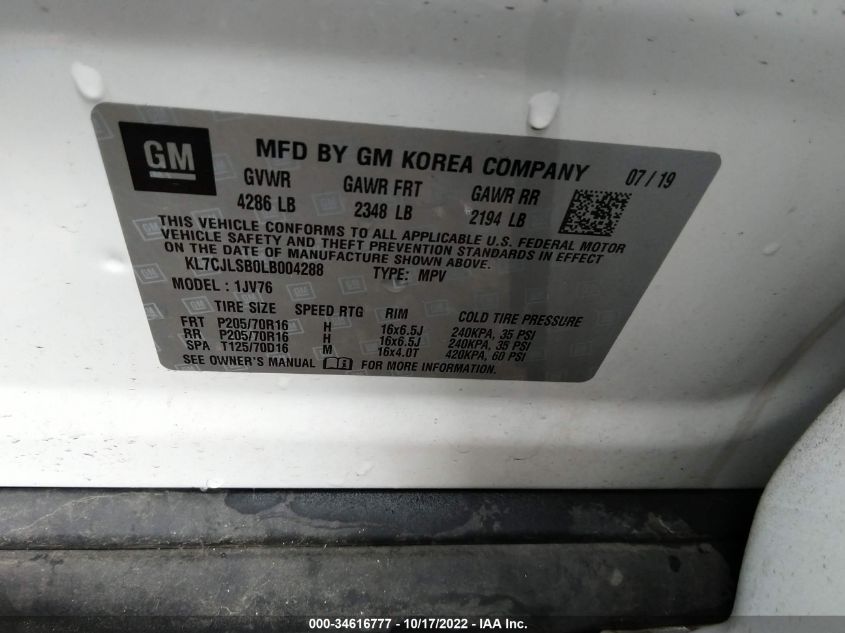 GM
MFD BY GM KOREA COMPANY 07/19
GVWR GAWR FRT GAWR RR
4286 LB 2348 LB 2194 LB
THIS VEHICLE CONFORMS TO ALL APPLICABLE U.S. FEDERAL MOTOR
VEHICLE SAFETY AND THEFT PREVENTION STANDARDS IN EFFECT
ON THE DATE OF MANUFACTURE SHOWN ABOVE.
KL7CJLSB0LB004288 TYPE: MPV
MODEL : 1JV76
TIRE SIZE SPEED RTG RIM COLD TIRE PRESSURE
FRT P205/70R16 H 16x6.5J 240KPA, 35 PSI
RR P205/70R16 H 16x6.5J 240KPA, 35 PSI
SPA T125/70D16 M 16x4.0T 420KPA, 60 PSI
SEE OWNER'S MANUAL FOR MORE INFORMATION.
000-34616777 - 10/17/2022 - IAA Inc.